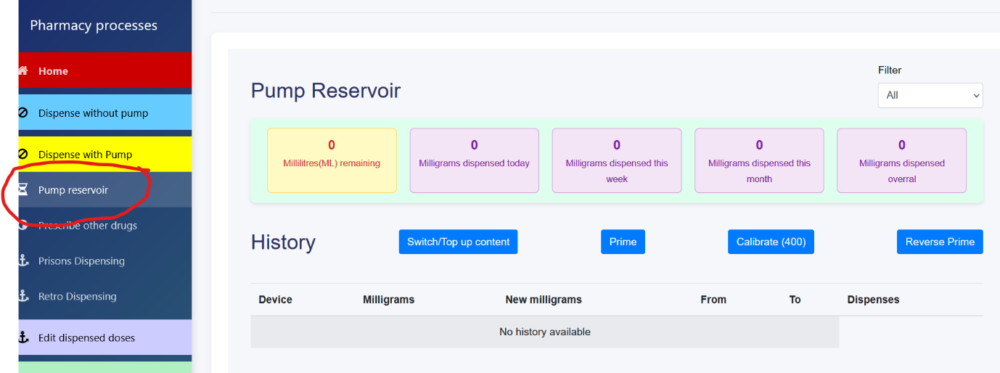 Pharmacy processes
Home
Dispense without pump
Dispense with Pump
Pump reservoir
Prescribe other drugs
Prisons Dispensing
Retro Dispensing
Edit dispensed doses
Filter
All
Pump Reservoir
0
Millilitres(ML) remaining
0
Milligrams dispensed today
0
Milligrams dispensed this
week
0
Milligrams dispensed this
month
0
Milligrams dispensed
overral
History
Switch/Top up content
Prime
Calibrate (400)
Reverse Prime
Device Milligrams New milligrams From To Dispenses
No history available